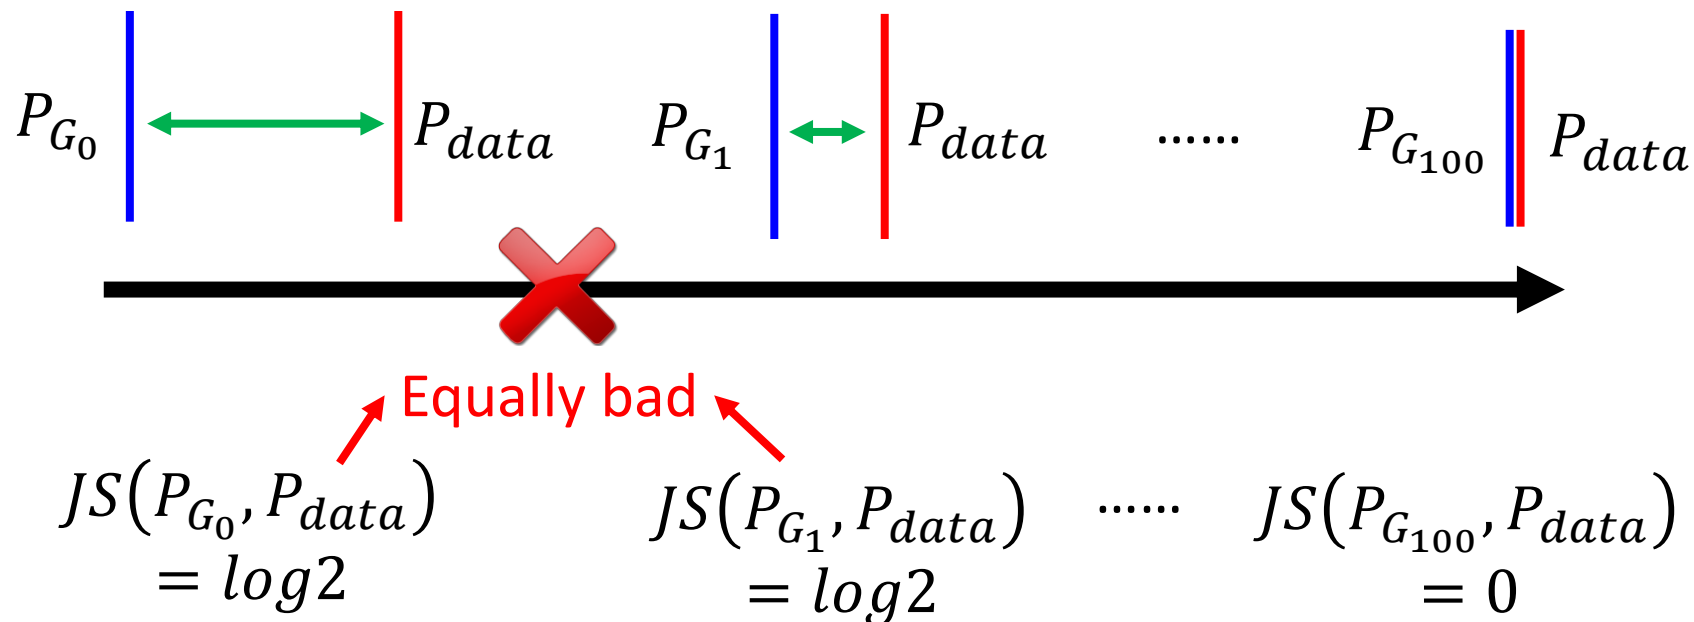 P_{G_0} P_{data} P_{G_1} P_{data} …… P_{G_{100}} P_{data}
Equally bad
JS(P_{G_0}, P_{data}) JS(P_{G_1}, P_{data}) …… JS(P_{G_{100}}, P_{data})
= log2 = log2 = 0